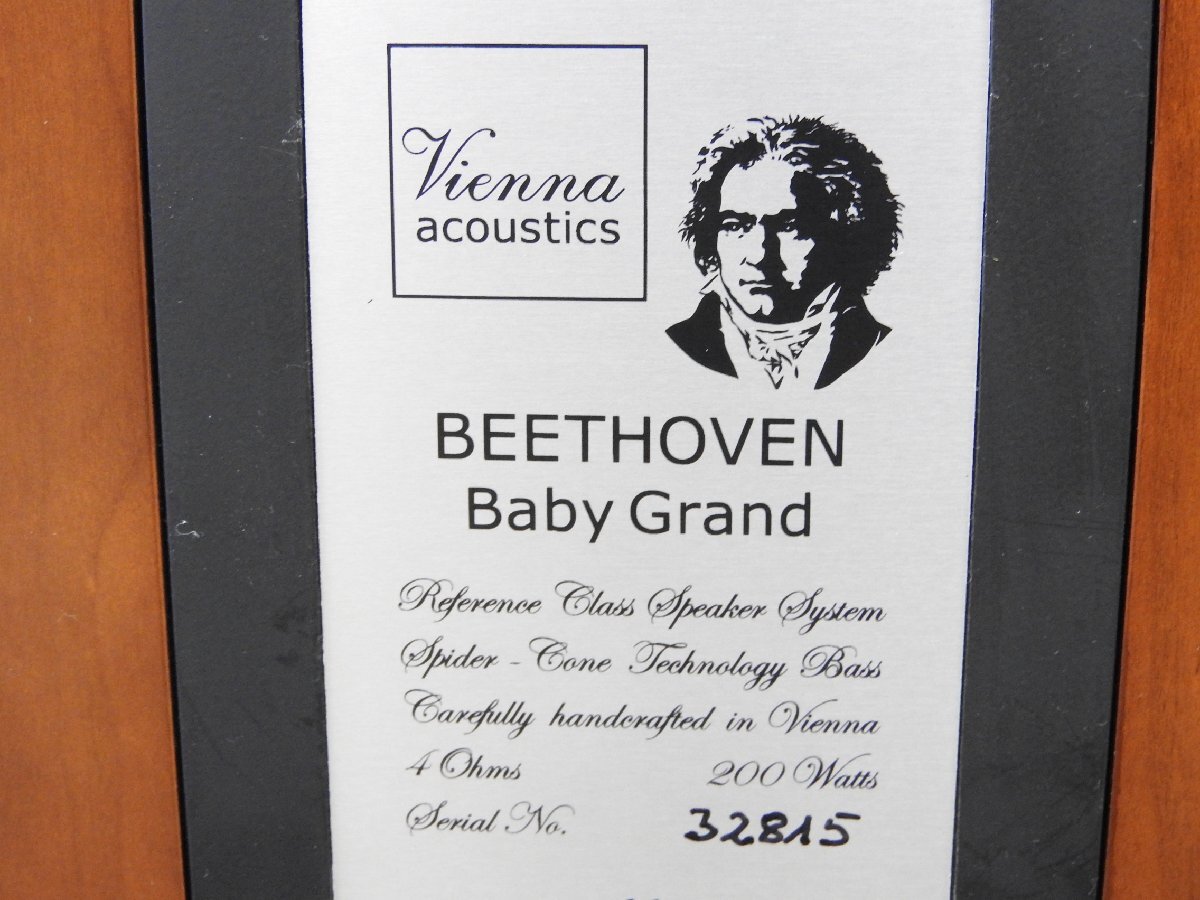 Vienna
acoustics
BEETHOVEN
Baby Grand
Reference Class Speaker System
Spider - Cone Technology Bass
Carefully handcrafted in Vienna
4 Ohms 200 Watts
Serial No. 32815